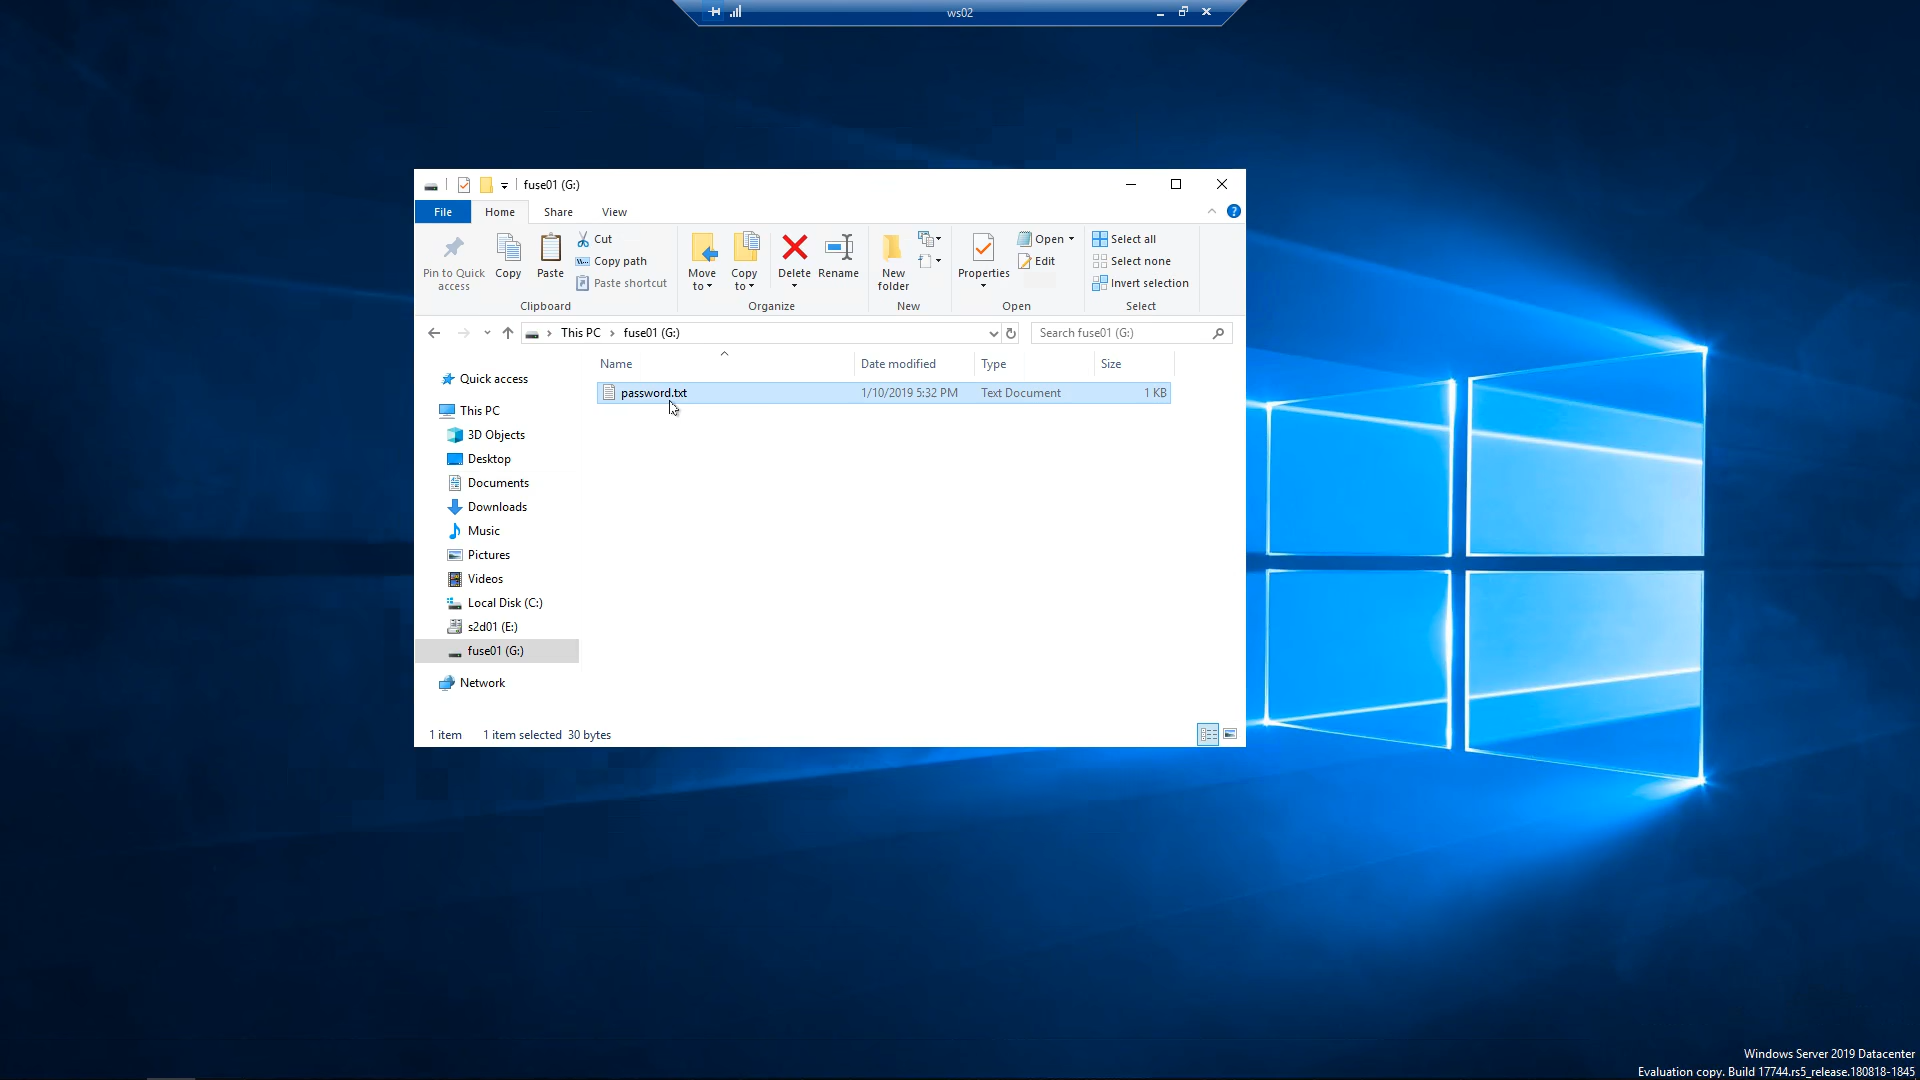 ws02
fuse01 (G:)
File Home Share View
Pin to Quick access
Copy
Paste
Cut
Copy path
Paste shortcut
Clipboard
Move to
Copy to
Delete
Rename
Organize
New folder
New
Properties
Open
Edit
Open
Select all
Select none
Invert selection
Select
This PC fuse01 (G:)
Search fuse01 (G:)
Name Date modified Type Size
password.txt 1/10/2019 5:32 PM Text Document 1 KB
Quick access
This PC
3D Objects
Desktop
Documents
Downloads
Music
Pictures
Videos
Local Disk (C:)
s2d01 (E:)
fuse01 (G:)
Network
1 item 1 item selected 30 bytes
Windows Server 2019 Datacenter
Evaluation copy. Build 17744.rs5_release.180818-1845